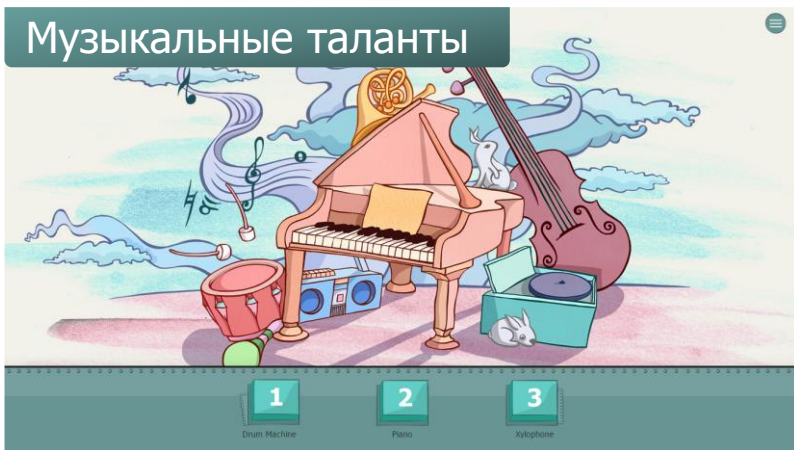 Музыкальные таланты
1
2
3
Drum Machine
Piano
Xylophone